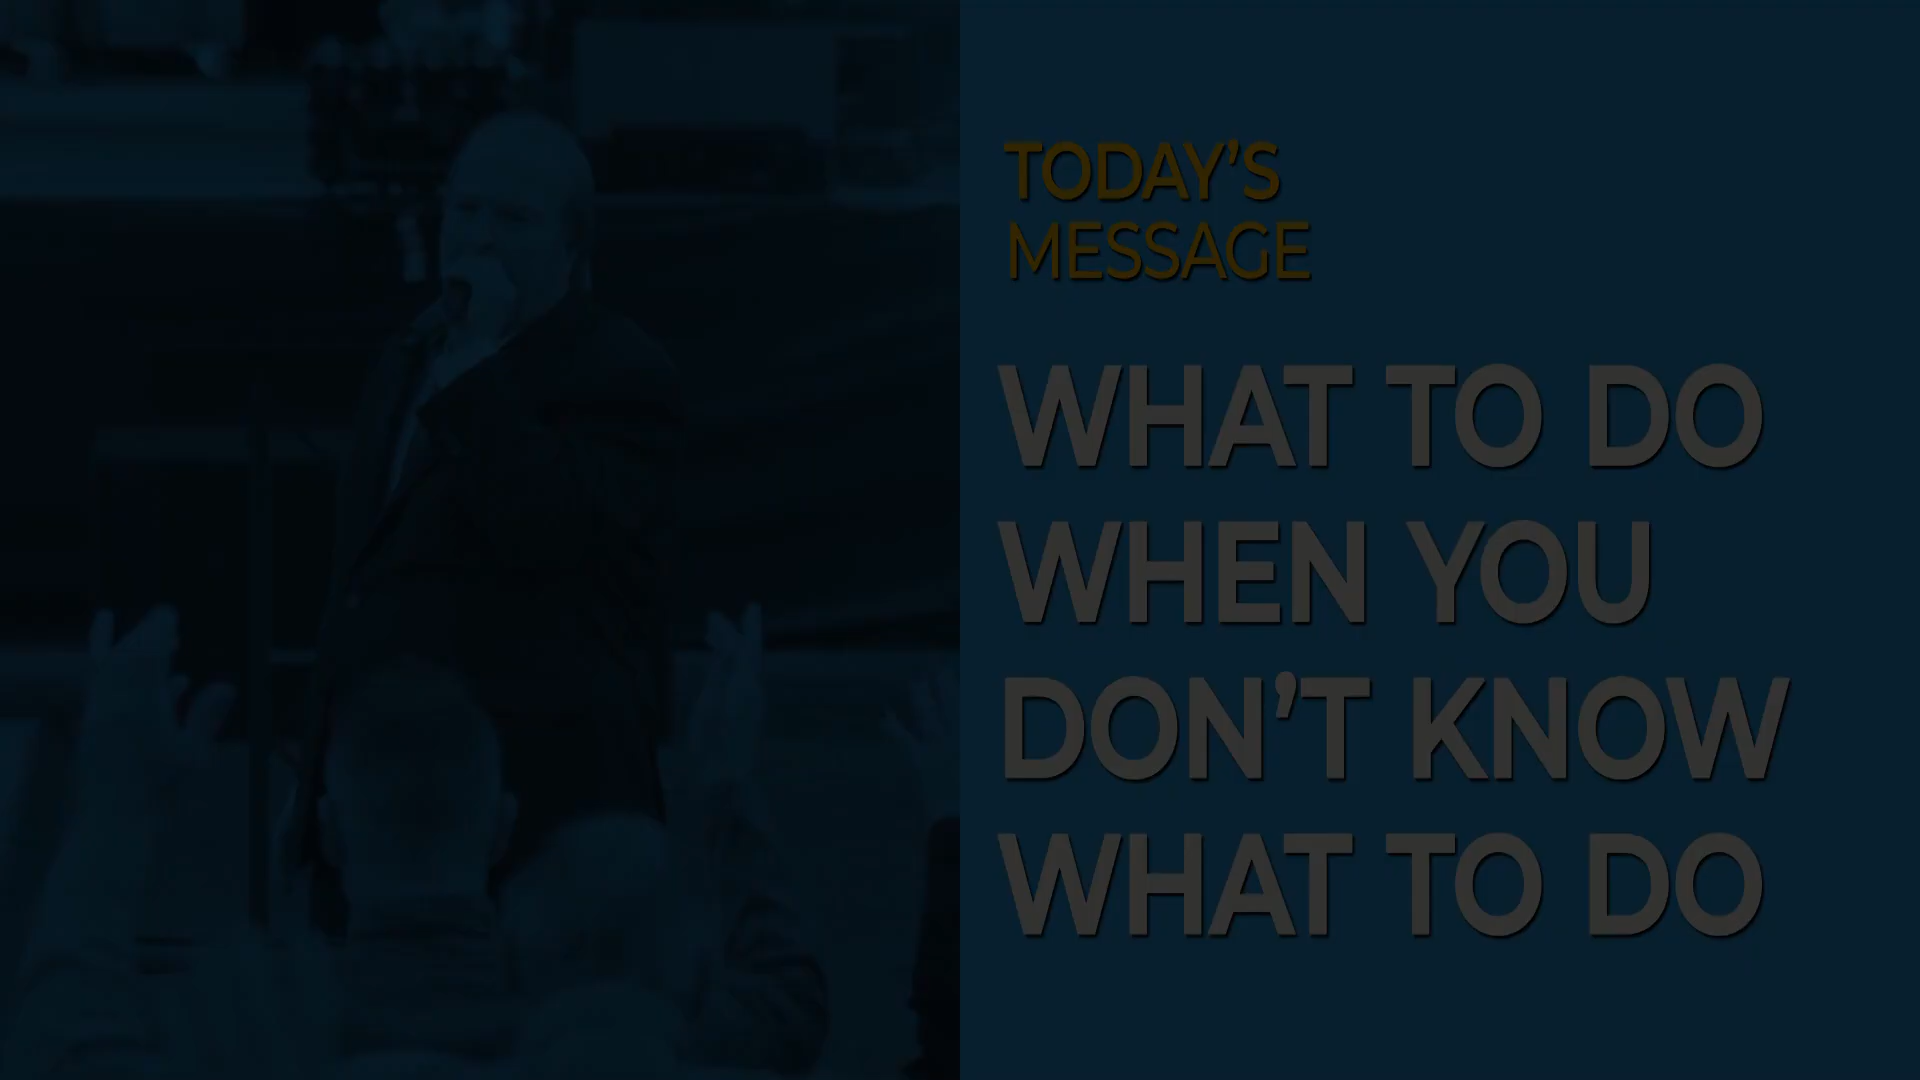 TODAY’S
MESSAGE
WHAT TO DO
WHEN YOU
DON’T KNOW
WHAT TO DO